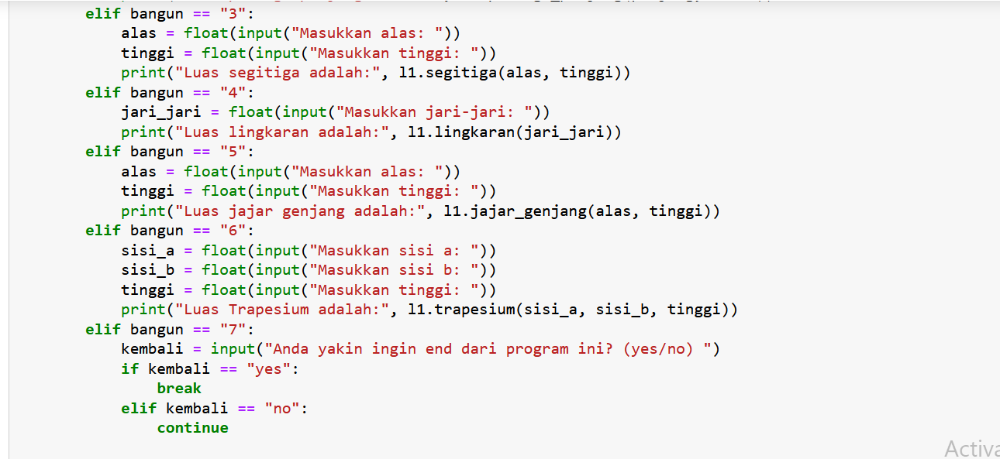 elif bangun == "3":
    alas = float(input("Masukkan alas: "))
    tinggi = float(input("Masukkan tinggi: "))
    print("Luas segitiga adalah:", l1.segitiga(alas, tinggi))
elif bangun == "4":
    jari_jari = float(input("Masukkan jari-jari: "))
    print("Luas lingkaran adalah:", l1.lingkaran(jari_jari))
elif bangun == "5":
    alas = float(input("Masukkan alas: "))
    tinggi = float(input("Masukkan tinggi: "))
    print("Luas jajar genjang adalah:", l1.jajar_genjang(alas, tinggi))
elif bangun == "6":
    sisi_a = float(input("Masukkan sisi a: "))
    sisi_b = float(input("Masukkan sisi b: "))
    tinggi = float(input("Masukkan tinggi: "))
    print("Luas Trapesium adalah:", l1.trapesium(sisi_a, sisi_b, tinggi))
elif bangun == "7":
    kembali = input("Anda yakin ingin end dari program ini? (yes/no) ")
    if kembali == "yes":
        break
    elif kembali == "no":
        continue